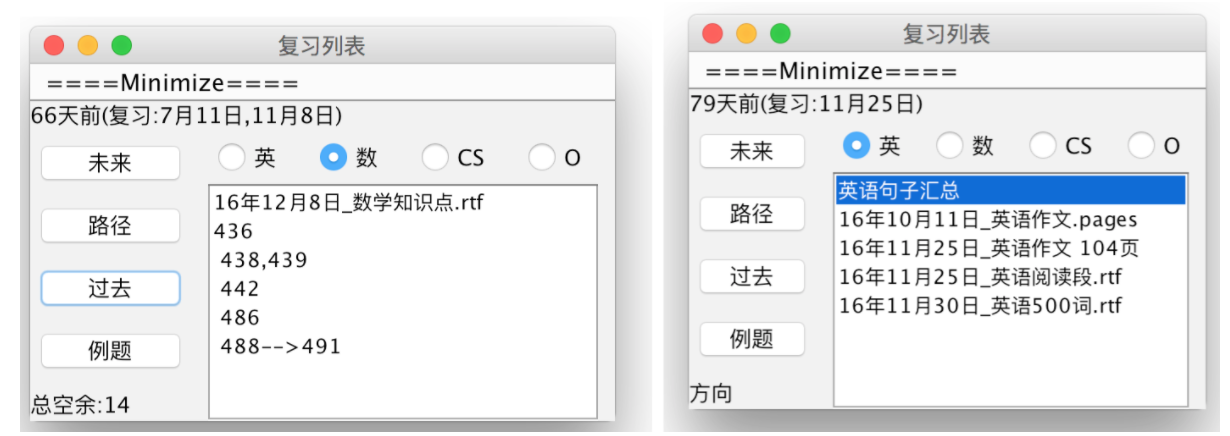 复习列表
====Minimize====
66天前(复习:7月11日,11月8日)
未来
英 数 CS O
路径
过去
例题
16年12月8日_数学知识点.rtf
436
438,439
442
486
488-->491
总空余:14
复习列表
====Minimize====
79天前(复习:11月25日)
未来
英 数 CS O
路径
过去
例题
英语句子汇总
16年10月11日_英语作文.pages
16年11月25日_英语作文 104页
16年11月25日_英语阅读段.rtf
16年11月30日_英语500词.rtf
方向